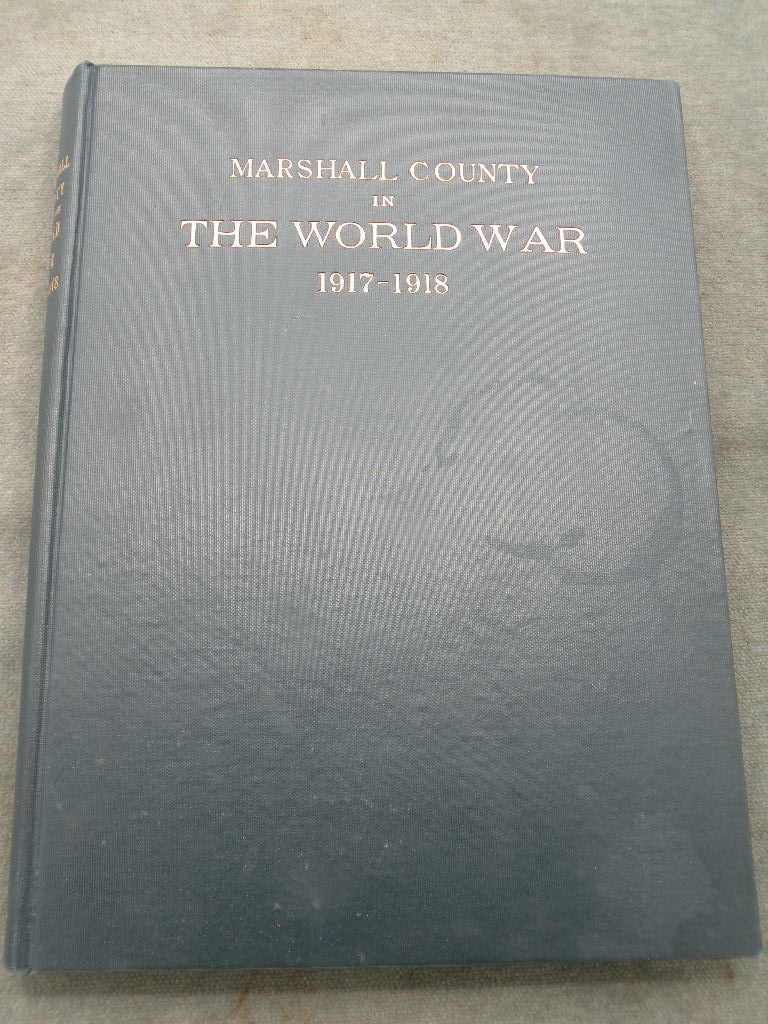 MARSHALL COUNTY
IN
THE WORLD WAR
1917-1918